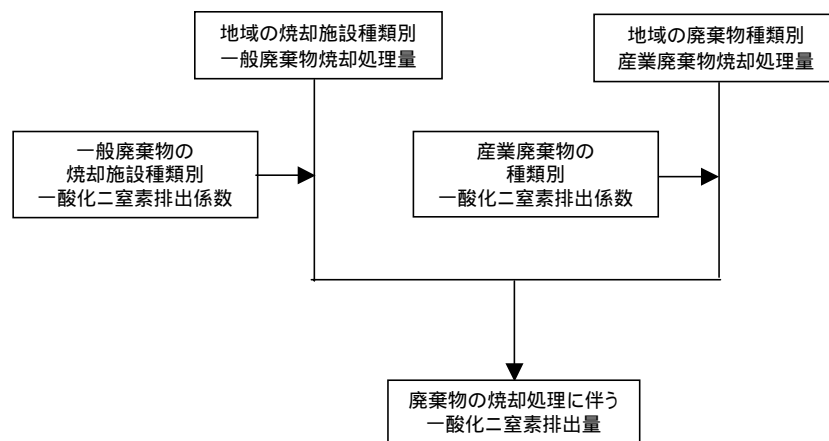 地域の焼却施設種類別
一般廃棄物焼却処理量
地域の廃棄物種類別
産業廃棄物焼却処理量
一般廃棄物の
焼却施設種類別
一酸化二窒素排出係数
産業廃棄物の
種類別
一酸化二窒素排出係数
廃棄物の焼却処理に伴う
一酸化二窒素排出量